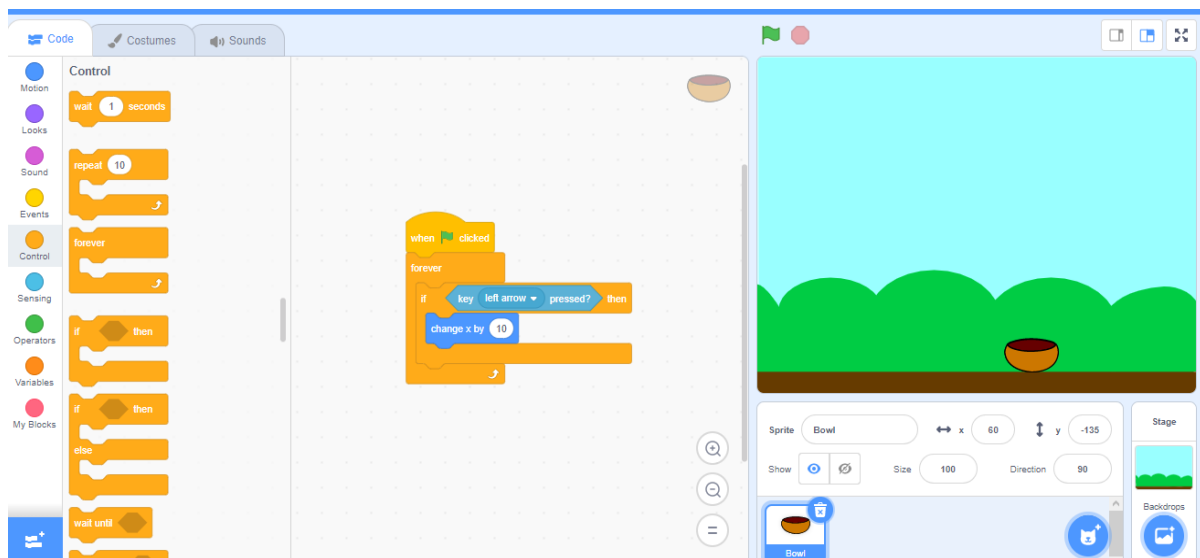 Code
Costumes
Sounds
Motion
Looks
Sound
Events
Control
Sensing
Operators
Variables
My Blocks
Control
wait 1 seconds
repeat 10
forever
if then
if then
else
wait until
when clicked
forever
if key left arrow pressed? then
change x by 10
Sprite Bowl x 60 y -135
Show Size 100 Direction 90
Bowl
Stage
Backdrops